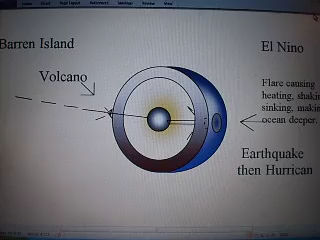 Barren Island
El Nino
Volcano
Flare causing
heating, shakin
sinking, makin
ocean deeper.
Earthquake
then Hurrican